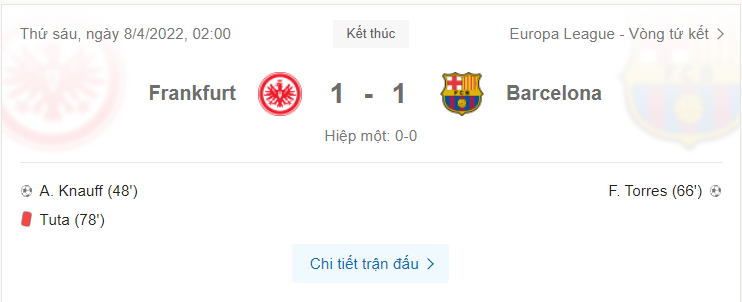 Thứ sáu, ngày 8/4/2022, 02:00 Kết thúc Europa League - Vòng tứ kết
Frankfurt 1 - 1 Barcelona
Hiệp một: 0-0
A. Knauff (48') F. Torres (66')
Tuta (78')
Chi tiết trận đấu